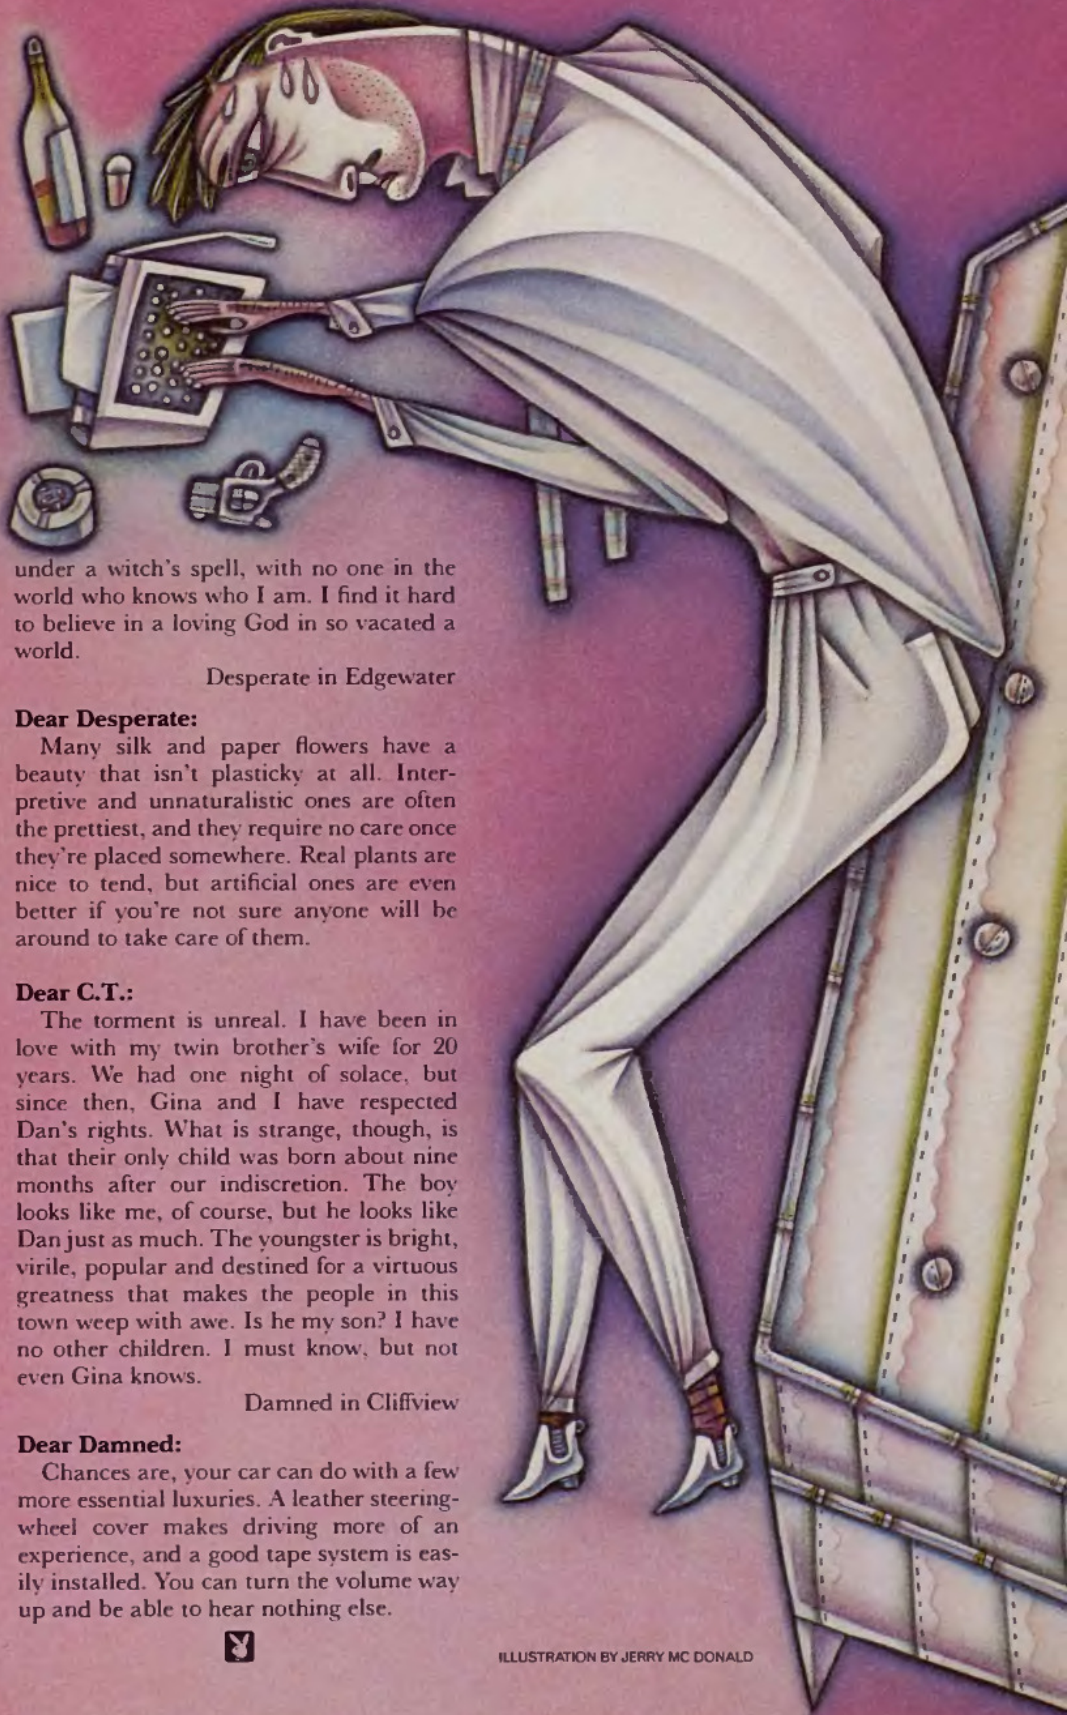 under a witch's spell, with no one in the
world who knows who I am. I find it hard
to believe in a loving God in so vacated a
world.
Desperate in Edgewater
Dear Desperate:
Many silk and paper flowers have a
beauty that isn't plasticky at all. Inter-
pretive and unnaturalistic ones are often
the prettiest, and they require no care once
they're placed somewhere. Real plants are
nice to tend, but artificial ones are even
better if you're not sure anyone will be
around to take care of them.
Dear C.T.:
The torment is unreal. I have been in
love with my twin brother's wife for 20
years. We had one night of solace, but
since then, Gina and I have respected
Dan's rights. What is strange, though, is
that their only child was born about nine
months after our indiscretion. The boy
looks like me, of course, but he looks like
Dan just as much. The youngster is bright,
virile, popular and destined for a virtuous
greatness that makes the people in this
town weep with awe. Is he my son? I have
no other children. I must know, but not
even Gina knows.
Damned in Cliffview
Dear Damned:
Chances are, your car can do with a few
more essential luxuries. A leather steering-
wheel cover makes driving more of an
experience, and a good tape system is eas-
ily installed. You can turn the volume way
up and be able to hear nothing else.
ILLUSTRATION BY JERRY MC DONALD